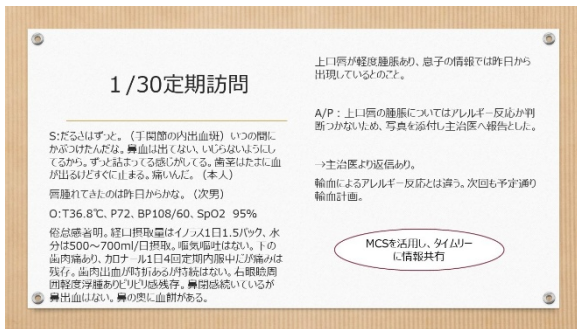 1/30定期訪問
S:だるさはずっと。（手関節の内出血斑）いつの間に
かぶつけたんだな。鼻血は出てない、いじらないようにし
てるから。ずっと詰まってる感じがしてる。歯茎はたまに血
が出るけどすぐに止まる。痛いんだ。（本人）
唇腫れてきたのは昨日からかな。（次男）
O:T36.8℃、P72、BP108/60、SpO2 95%
倦怠感著明。経口摂取量はイノラス1日1.5パック、水
分は500～700ml/日摂取。嘔気嘔吐はない。下の
歯肉痛あり、カロナール1日4回定期内服中だが痛みは
残存。歯肉出血が時折あるが持続はない。右眼瞼周
囲軽度浮腫ありピリピリ感残存。鼻閉感続いているが
鼻出血はない。鼻の奥に血餅がある。
上口唇が軽度腫脹あり、息子の情報では昨日から
出現しているとのこと。
A/P：上口唇の腫脹についてはアレルギー反応か判
断つかないため、写真を添付し主治医へ報告とした。
→主治医より返信あり。
輸血によるアレルギー反応とは違う。次回も予定通り
輸血計画。
MCSを活用し、タイムリー
に情報共有